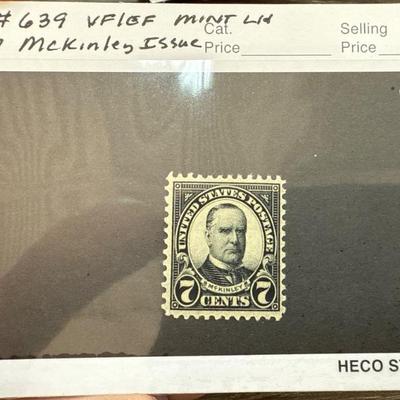 #639 VF/EF MINT LH
McKinley Issue
Cat.
Price
Selling
Price
UNITED STATES POSTAGE
McKINLEY
7 CENTS 7
HECO